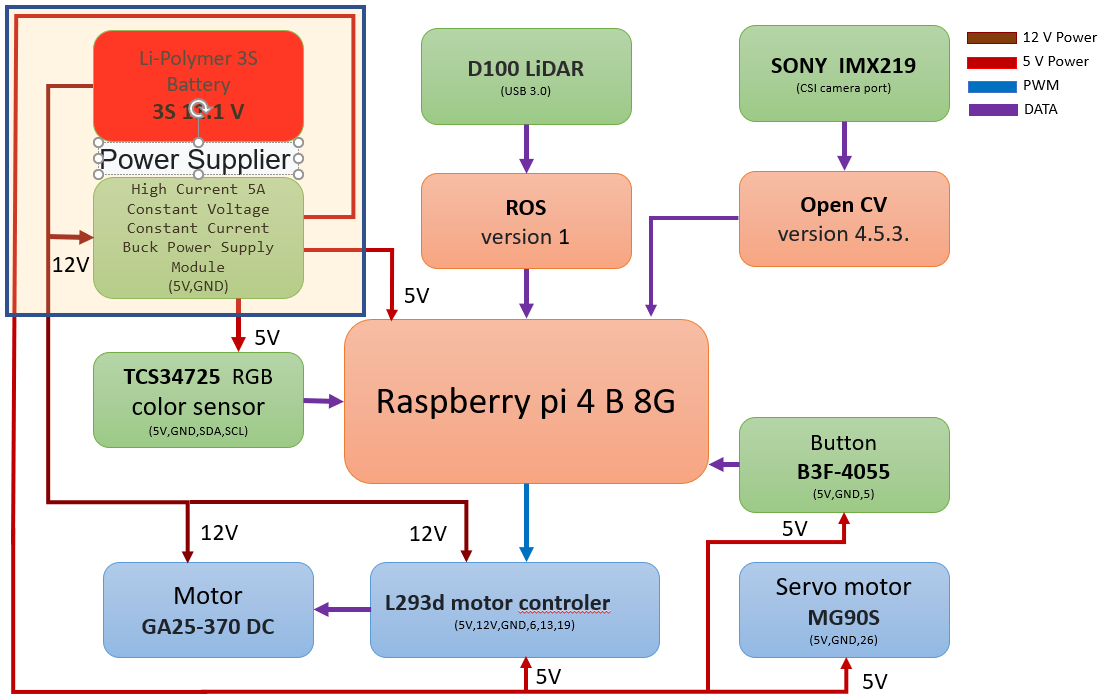 Li-Polymer 3S
Battery
3S 11.1 V
Power Supplier
High Current 5A
Constant Voltage
Constant Current
Buck Power Supply
Module
(5V,GND)
12V
5V
5V
D100 LiDAR
(USB 3.0)
SONY IMX219
(CSI camera port)
12 V Power
5 V Power
PWM
DATA
ROS
version 1
Open CV
version 4.5.3.
TCS34725 RGB
color sensor
(5V,GND,SDA,SCL)
Raspberry pi 4 B 8G
Button
B3F-4055
(5V,GND,5)
5V
12V
12V
Motor
GA25-370 DC
L293d motor controler
(5V,12V,GND,6,13,19)
Servo motor
MG90S
(5V,GND,26)
5V
5V